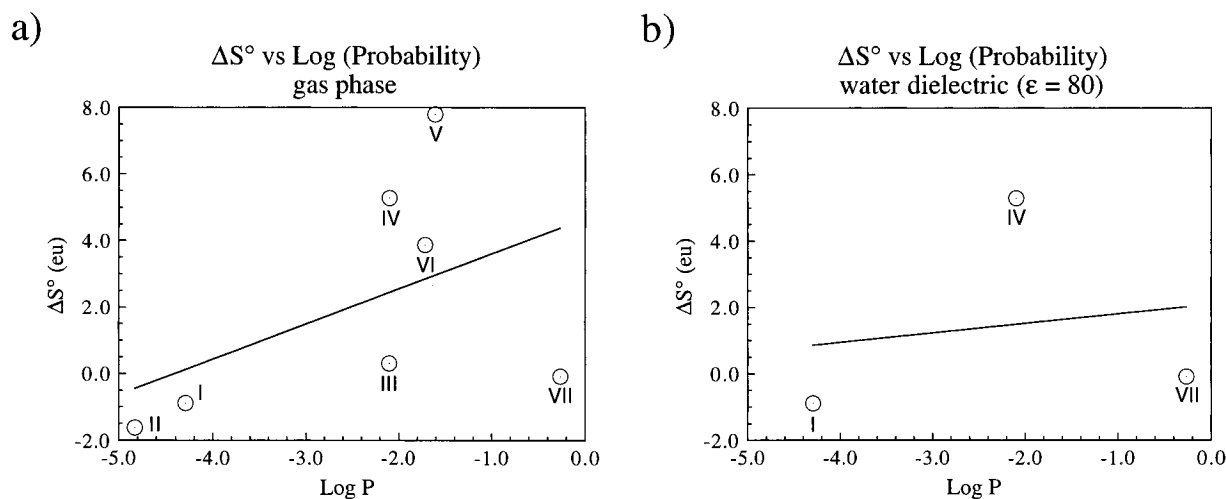 a)
ΔS° vs Log (Probability)
gas phase
8.0
6.0
4.0
2.0
0.0
-2.0
ΔS° (eu)
V
IV
VI
III
VII
I
II
-5.0 -4.0 -3.0 -2.0 -1.0 0.0
Log P
b)
ΔS° vs Log (Probability)
water dielectric (ε = 80)
8.0
6.0
4.0
2.0
0.0
-2.0
ΔS° (eu)
IV
VII
I
-5.0 -4.0 -3.0 -2.0 -1.0 0.0
Log P